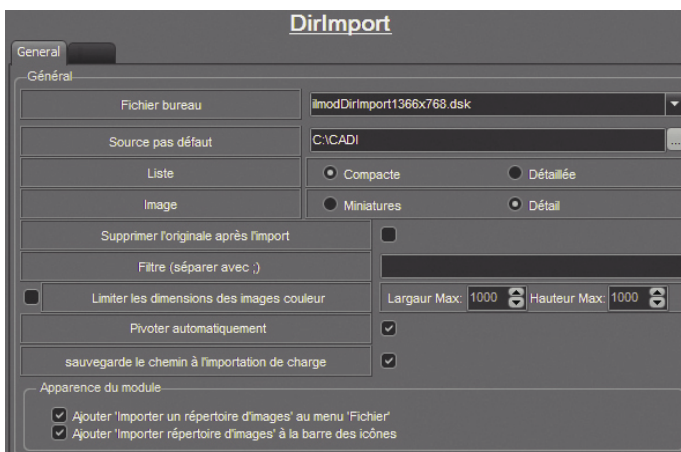 DirImport
General
Général
Fichier bureau ilmodDirImport1366x768.dsk
Source pas défaut C:\CADI ...
Liste Compacte Détaillée
Image Miniatures Détail
Supprimer l'originale après l'import
Filtre (séparer avec ;)
Limiter les dimensions des images couleur Largaur Max: 1000 Hauteur Max: 1000
Pivoter automatiquement
sauvegarde le chemin à l'importation de charge
Apparence du module
Ajouter 'Importer un répertoire d'images' au menu 'Fichier'
Ajouter 'Importer répertoire d'images' à la barre des icônes